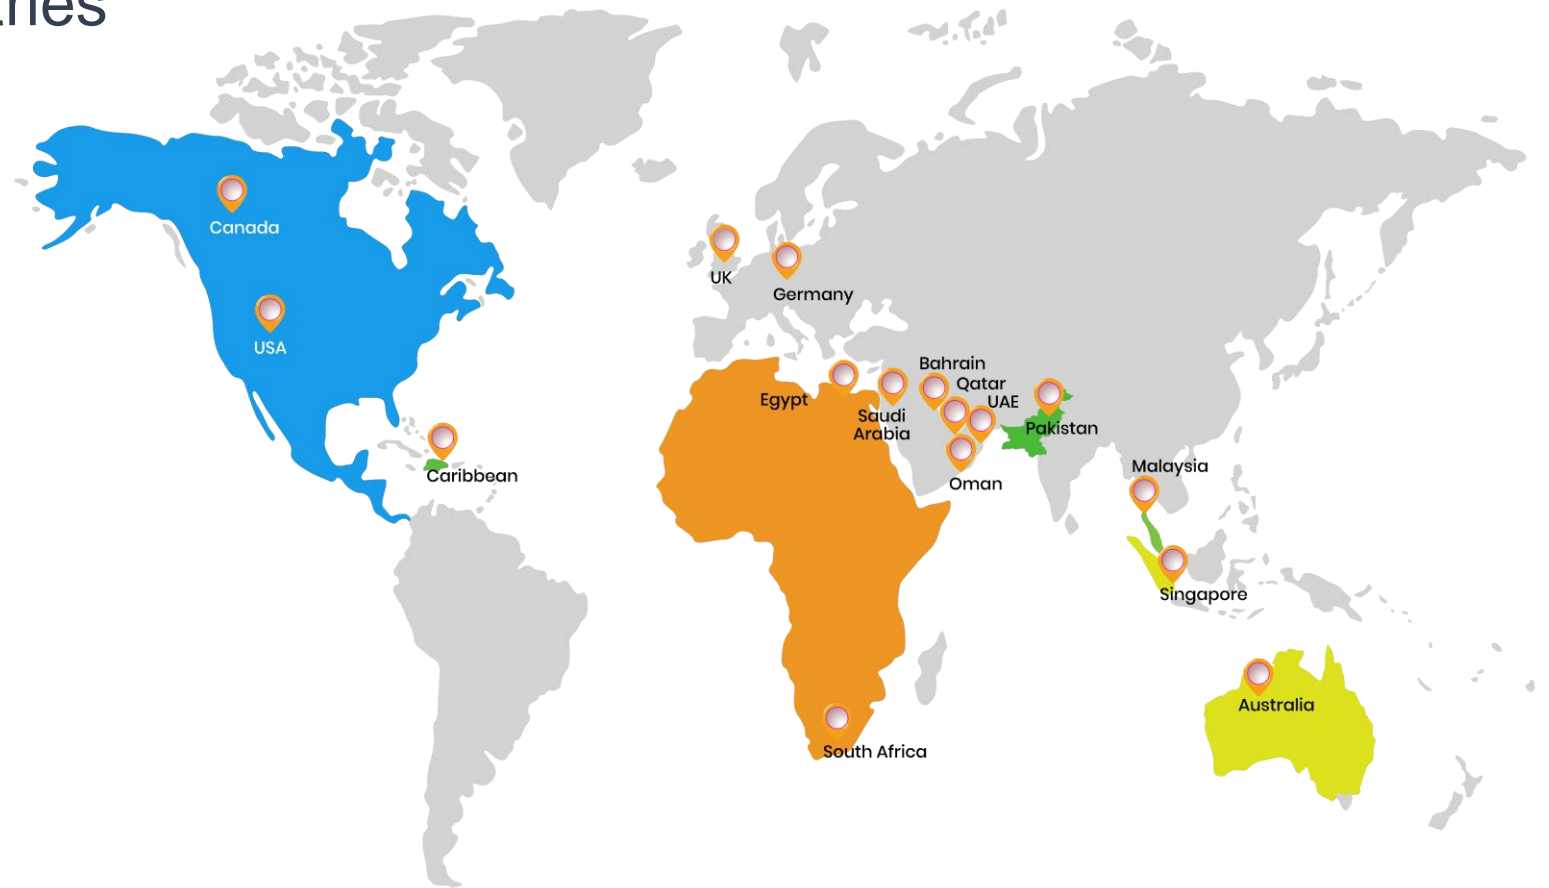 Canada
USA
Caribbean
UK
Germany
Egypt
Saudi
Arabia
Bahrain
Qatar
UAE
Oman
Pakistan
Malaysia
Singapore
Australia
South Africa